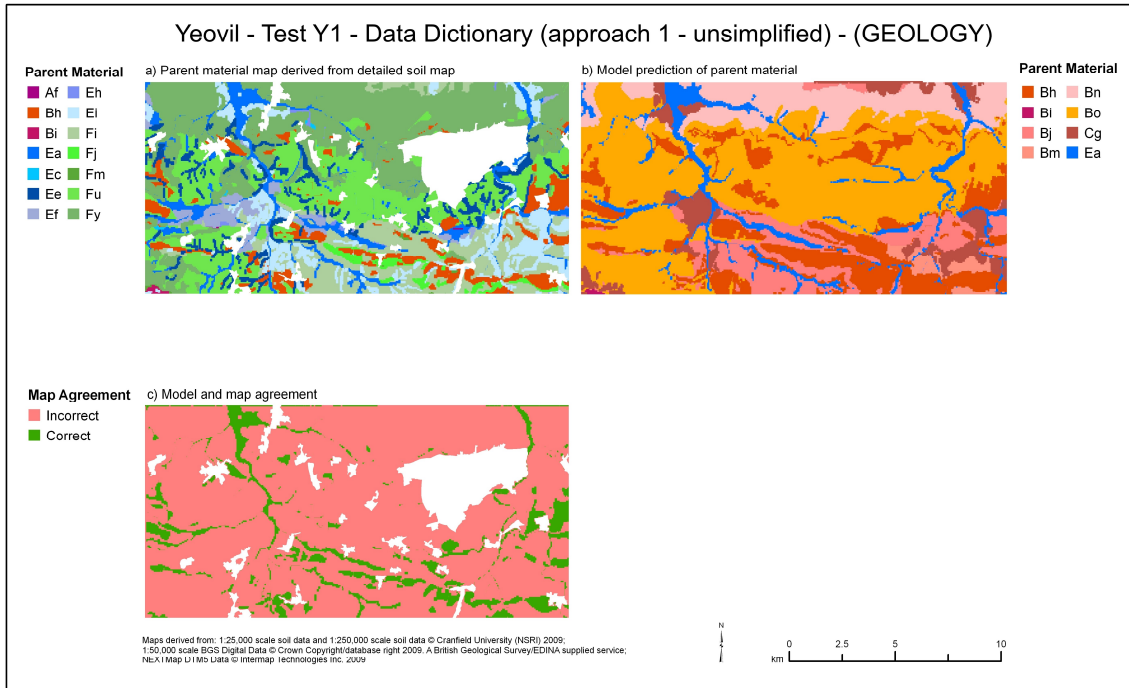 Yeovil - Test Y1 - Data Dictionary (approach 1 - unsimplified) - (GEOLOGY)
Parent Material
Af
Eh
Bh
Ei
Bi
Fi
Ea
Fj
Ec
Fm
Ee
Fu
Ef
Fy
a) Parent material map derived from detailed soil map
b) Model prediction of parent material
Parent Material
Bh
Bn
Bi
Bo
Bj
Cg
Bm
Ea
Map Agreement
Incorrect
Correct
c) Model and map agreement
Maps derived from: 1:25,000 scale soil data and 1:250,000 scale soil data © Cranfield University (NSRI) 2009;
1:50,000 scale BGS Digital Data © Crown Copyright/database right 2009. A British Geological Survey/EDINA supplied service;
NEXTMap DTM5 Data © Intermap Technologies Inc. 2009
N
0 2.5 5 10
km